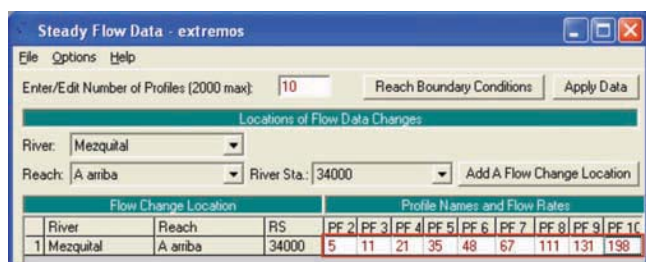 Steady Flow Data - extremos
File Options Help
Enter/Edit Number of Profiles (2000 max): 10 Reach Boundary Conditions Apply Data
Locations of Flow Data Changes
River: Mezquital
Reach: A arriba River Sta.: 34000 Add A Flow Change Location
Flow Change Location Profile Names and Flow Rates
River Reach RS PF 2 PF 3 PF 4 PF 5 PF 6 PF 7 PF 8 PF 9 PF 10
1 Mezquital A arriba 34000 5 11 21 35 48 67 111 131 198